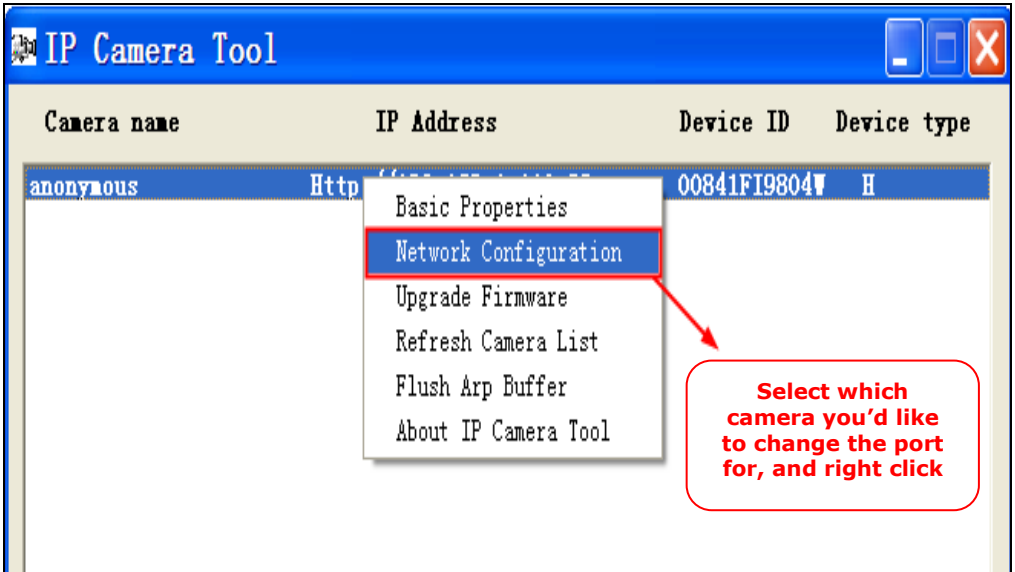 IP Camera Tool
Camera name IP Address Device ID Device type
anonymous Http 00841FI9804W H
Basic Properties
Network Configuration
Upgrade Firmware
Refresh Camera List
Flush Arp Buffer
About IP Camera Tool
Select which
camera you’d like
to change the port
for, and right click